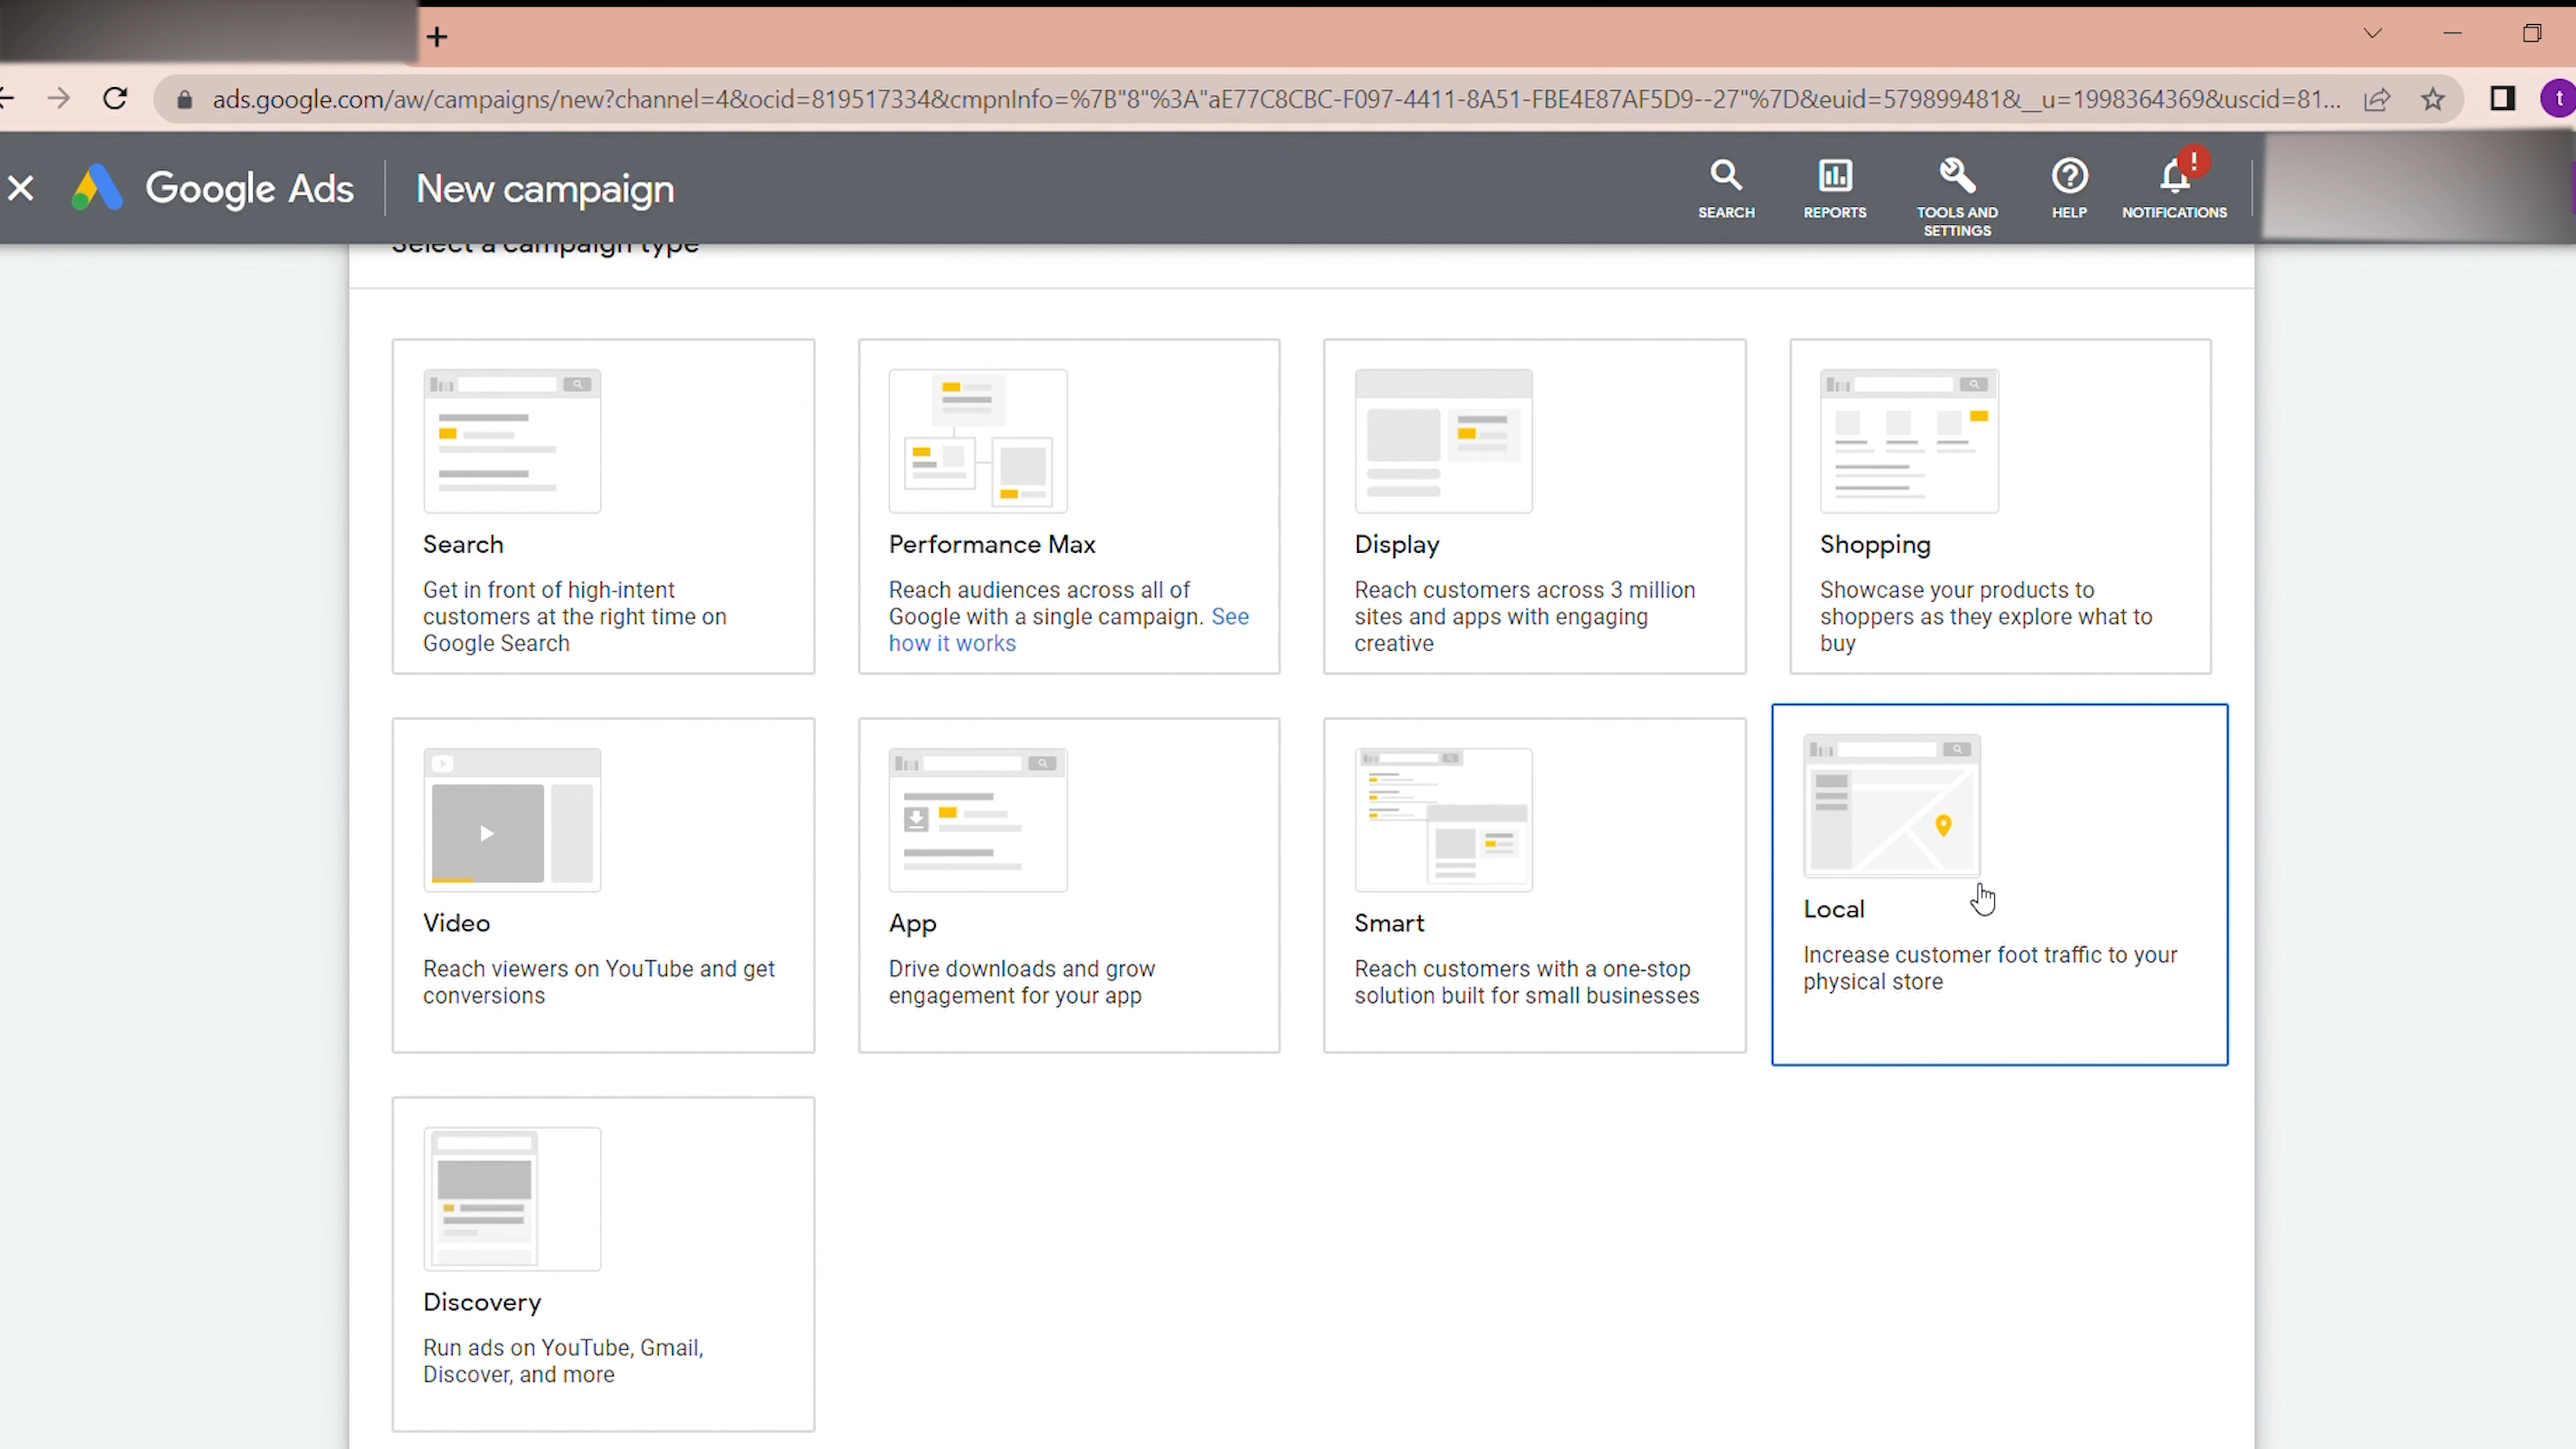 ads.google.com/aw/campaigns/new?channel=4&ocid=819517334&cmpnInfo=%7B"8"%3A"aE77C8CBC-F097-4411-8A51-FBE4E87AF5D9--27"%7D&euid=579899481&__u=1998364369&uscid=81...
t
Google Ads
New campaign
SEARCH
REPORTS
TOOLS AND
SETTINGS
HELP
NOTIFICATIONS
Select a campaign type
Search
Get in front of high-intent
customers at the right time on
Google Search
Performance Max
Reach audiences across all of
Google with a single campaign. See
how it works
Display
Reach customers across 3 million
sites and apps with engaging
creative
Shopping
Showcase your products to
shoppers as they explore what to
buy
Video
Reach viewers on YouTube and get
conversions
App
Drive downloads and grow
engagement for your app
Smart
Reach customers with a one-stop
solution built for small businesses
Local
Increase customer foot traffic to your
physical store
Discovery
Run ads on YouTube, Gmail,
Discover, and more